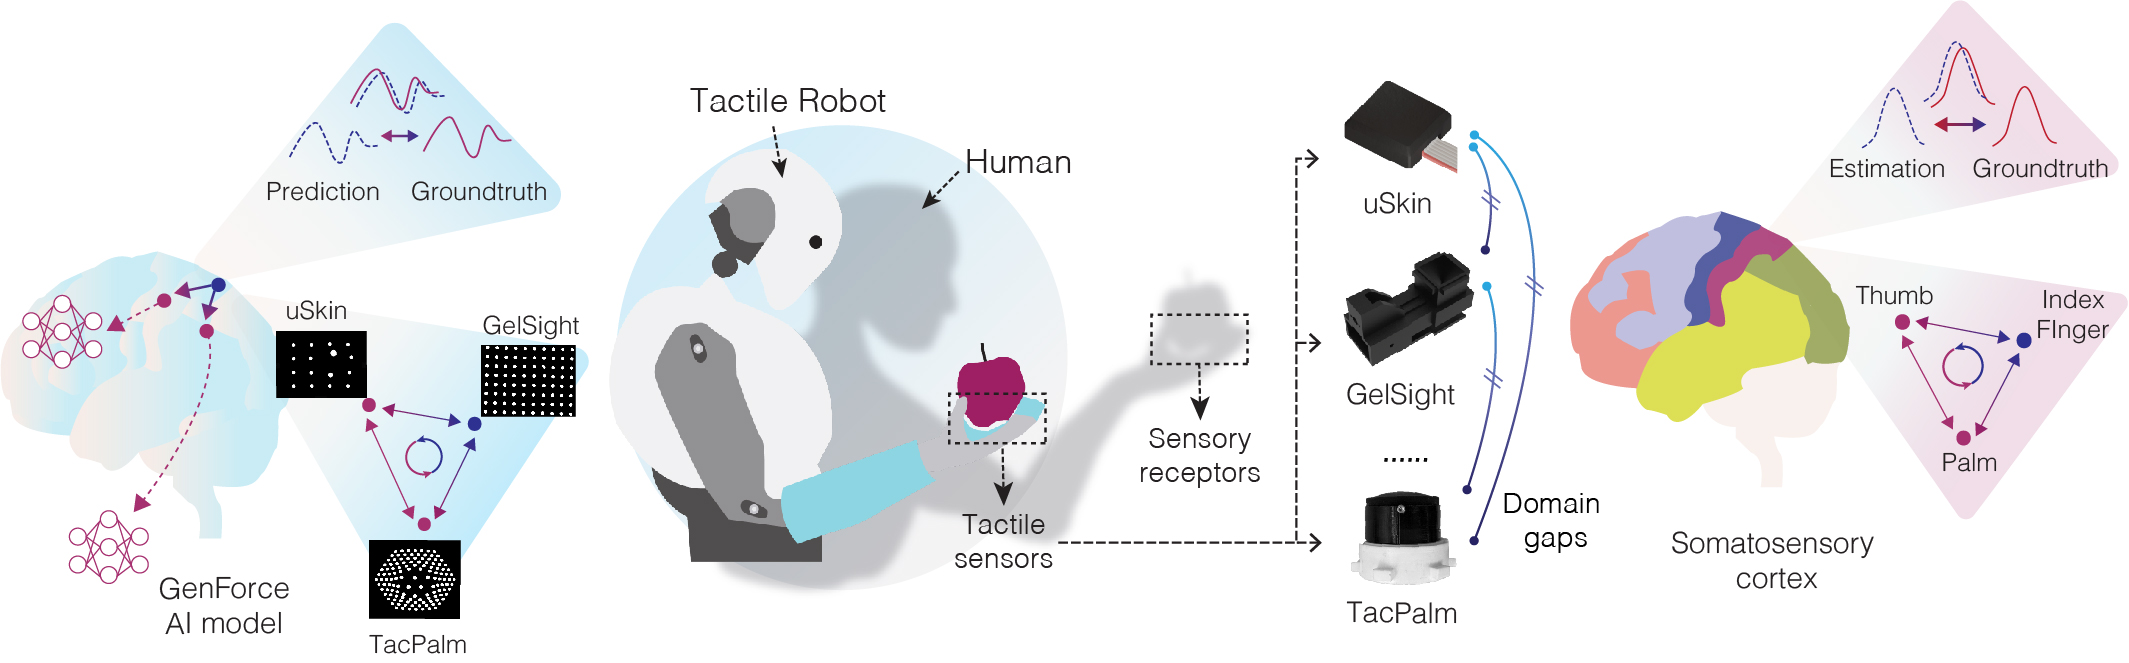 Prediction
Groundtruth
uSkin
GelSight
TacPalm
GenForce
AI model
Tactile Robot
Human
Tactile
sensors
Sensory
receptors
uSkin
GelSight
......
TacPalm
Domain
gaps
Estimation
Groundtruth
Thumb
Index
FInger
Palm
Somatosensory
cortex